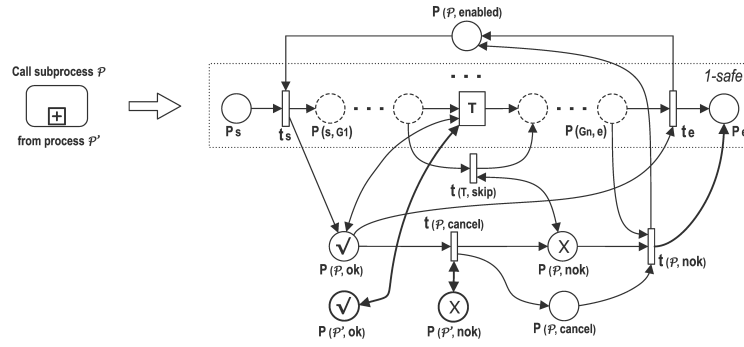 P (𝒫, enabled)
Call subprocess 𝒫
from process 𝒫'
1-safe
T
P s
t s
P (s, G1)
P (Gn, e)
t e
P e
t (T, skip)
t (𝒫, cancel)
√
X
P (𝒫, ok)
P (𝒫, nok)
t (𝒫, nok)
√
X
P (𝒫', ok)
P (𝒫', nok)
P (𝒫, cancel)